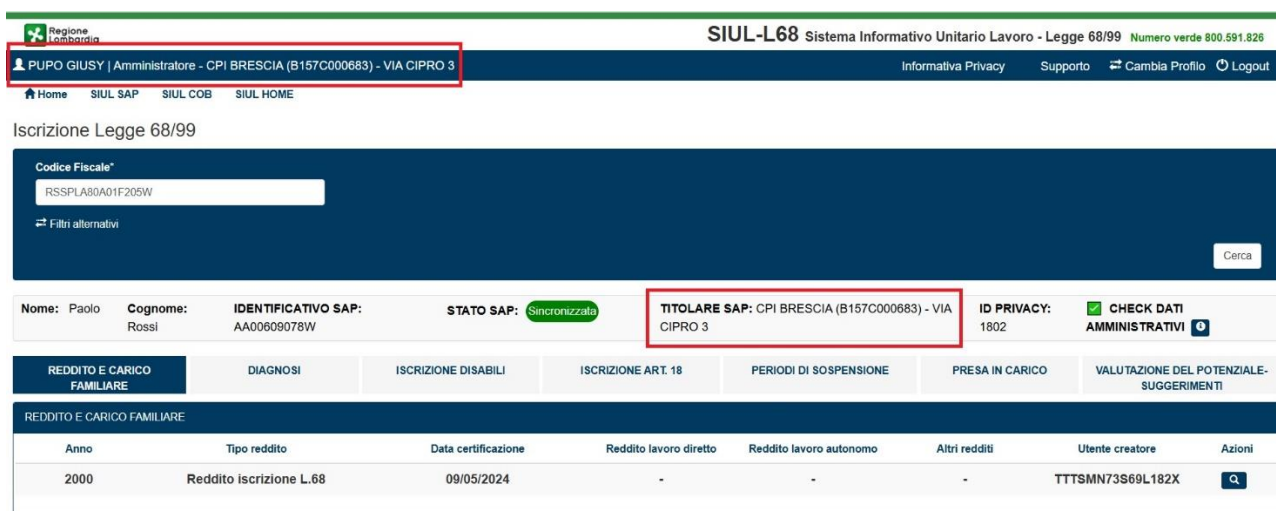 Regione
Lombardia
SIUL-L68 Sistema Informativo Unitario Lavoro - Legge 68/99 Numero verde 800.591.826
PUPO GIUSY | Amministratore - CPI BRESCIA (B157C000683) - VIA CIPRO 3 Informativa Privacy Supporto Cambia Profilo Logout
Home SIUL SAP SIUL COB SIUL HOME
Iscrizione Legge 68/99
Codice Fiscale*
RSSPLA80A01F205W
Filtri alternativi
Cerca
Nome: Paolo Cognome: IDENTIFICATIVO SAP: STATO SAP: Sincronizzata TITOLARE SAP: CPI BRESCIA (B157C000683) - VIA ID PRIVACY: CHECK DATI
Rossi AA00609078W CIPRO 3 1802 AMMINISTRATIVI
REDDITO E CARICO DIAGNOSI ISCRIZIONE DISABILI ISCRIZIONE ART. 18 PERIODI DI SOSPENSIONE PRESA IN CARICO VALUTAZIONE DEL POTENZIALE-
FAMILIARE SUGGERIMENTI
REDDITO E CARICO FAMILIARE
Anno Tipo reddito Data certificazione Reddito lavoro diretto Reddito lavoro autonomo Altri redditi Utente creatore Azioni
2000 Reddito iscrizione L.68 09/05/2024 - - - TTTSMN73S69L182X